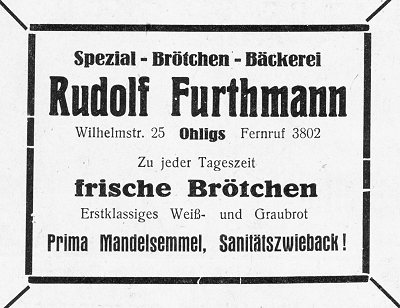 Spezial - Brötchen - Bäckerei
Rudolf Furthmann
Wilhelmstr. 25 Ohligs Fernruf 3802
Zu jeder Tageszeit
frische Brötchen
Erstklassiges Weiß- und Graubrot
Prima Mandelsemmel, Sanitätszwieback!